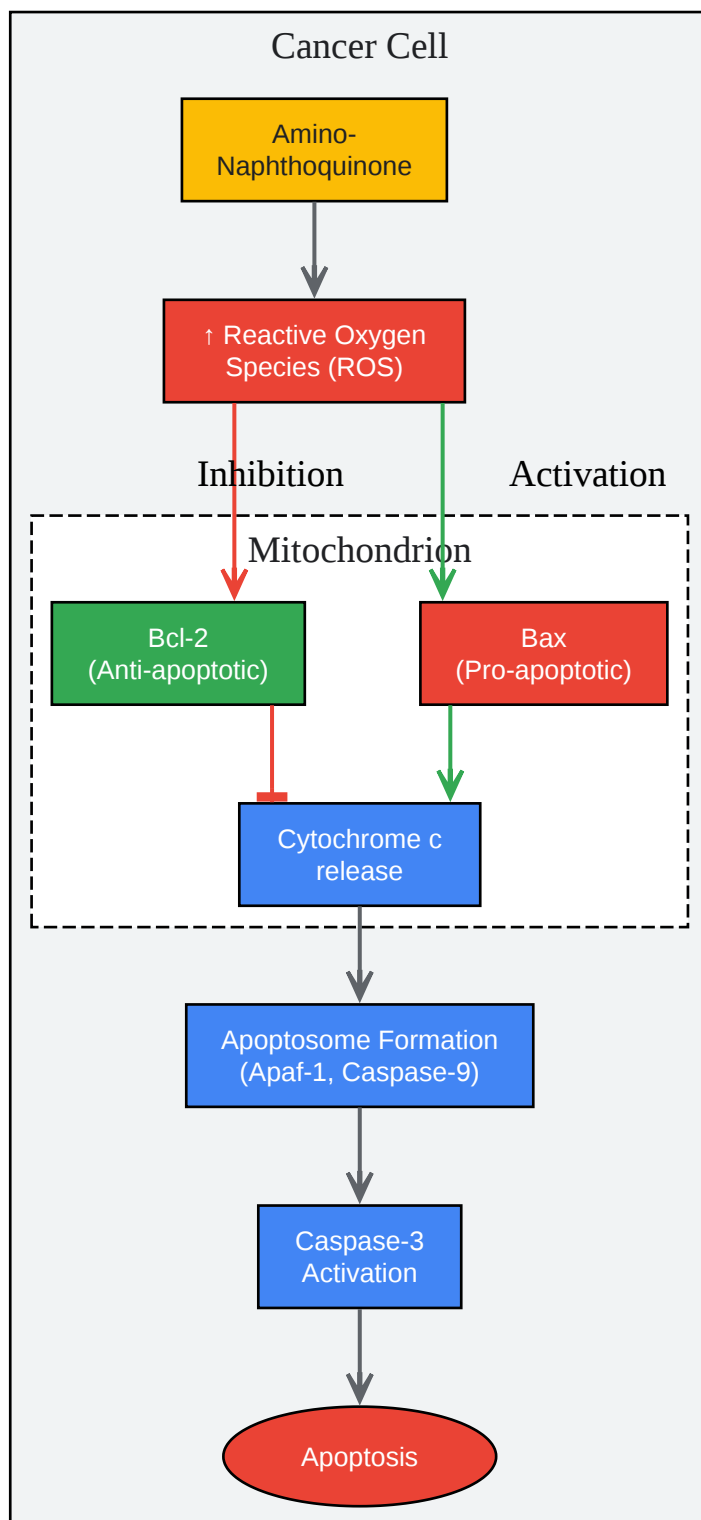 Cancer Cell
Amino-
Naphthoquinone
↑ Reactive Oxygen
Species (ROS)
Inhibition
Activation
Mitochondrion
Bcl-2
(Anti-apoptotic)
Bax
(Pro-apoptotic)
Cytochrome c
release
Apoptosome Formation
(Apaf-1, Caspase-9)
Caspase-3
Activation
Apoptosis